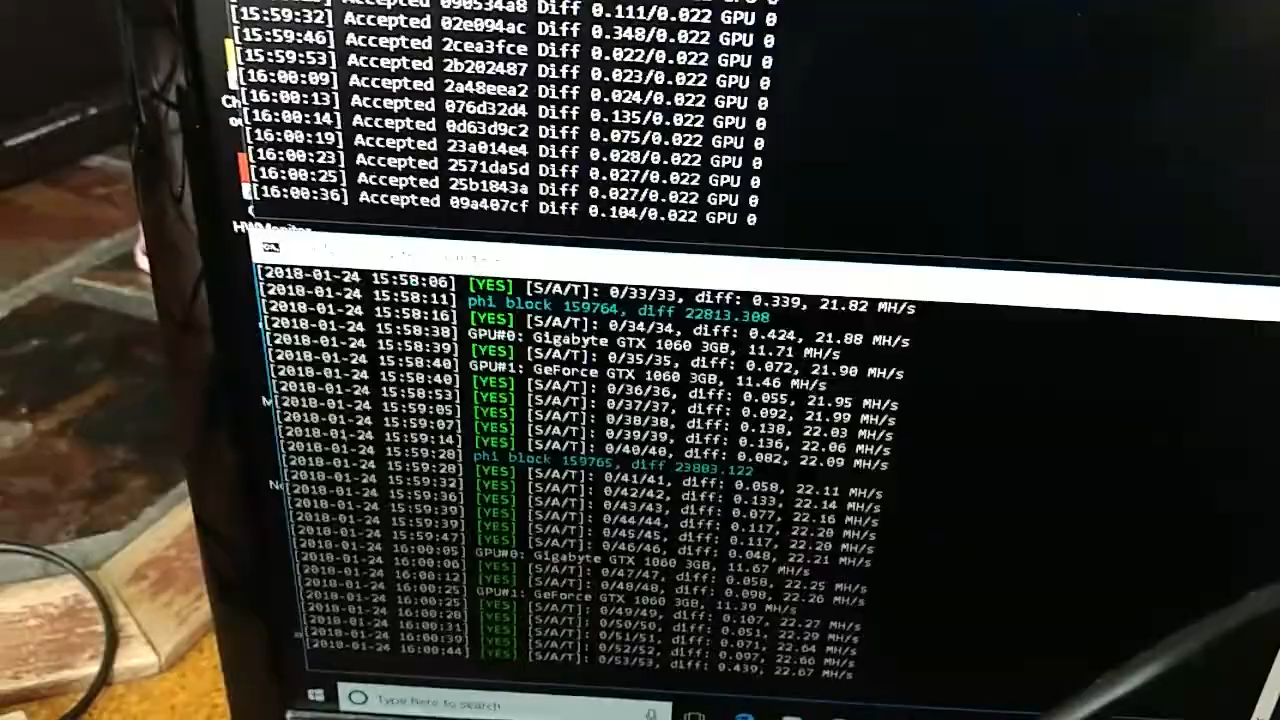 Accepted 090534a8 Diff 0.111/0.022 GPU 0
[15:59:32] Accepted 02e094ac Diff 0.348/0.022 GPU 0
[15:59:46] Accepted 2cea3fce Diff 0.022/0.022 GPU 0
[15:59:53] Accepted 2b202487 Diff 0.023/0.022 GPU 0
[16:00:09] Accepted 2a48eea2 Diff 0.024/0.022 GPU 0
[16:00:13] Accepted 076d32d4 Diff 0.135/0.022 GPU 0
[16:00:14] Accepted 0d63d9c2 Diff 0.075/0.022 GPU 0
[16:00:19] Accepted 23a014e4 Diff 0.028/0.022 GPU 0
[16:00:23] Accepted 2571da5d Diff 0.027/0.022 GPU 0
[16:00:25] Accepted 25b1843a Diff 0.027/0.022 GPU 0
[16:00:36] Accepted 09a407cf Diff 0.104/0.022 GPU 0
HWMonitor
[2018-01-24 15:58:06] [YES] [S/A/T]: 0/33/33, diff: 0.339, 21.82 MH/s
[2018-01-24 15:58:11] phi block 159764, diff 22813.308
[2018-01-24 15:58:16] [YES] [S/A/T]: 0/34/34, diff: 0.424, 21.88 MH/s
[2018-01-24 15:58:38] GPU#0: Gigabyte GTX 1060 3GB, 11.71 MH/s
[2018-01-24 15:58:39] [YES] [S/A/T]: 0/35/35, diff: 0.072, 21.90 MH/s
[2018-01-24 15:58:40] GPU#1: GeForce GTX 1060 3GB, 11.46 MH/s
[2018-01-24 15:58:40] [YES] [S/A/T]: 0/36/36, diff: 0.055, 21.95 MH/s
[2018-01-24 15:58:53] [YES] [S/A/T]: 0/37/37, diff: 0.092, 21.99 MH/s
[2018-01-24 15:59:05] [YES] [S/A/T]: 0/38/38, diff: 0.138, 22.03 MH/s
[2018-01-24 15:59:07] [YES] [S/A/T]: 0/39/39, diff: 0.136, 22.06 MH/s
[2018-01-24 15:59:14] [YES] [S/A/T]: 0/40/40, diff: 0.082, 22.09 MH/s
[2018-01-24 15:59:28] phi block 159765, diff 23803.122
[2018-01-24 15:59:28] [YES] [S/A/T]: 0/41/41, diff: 0.058, 22.11 MH/s
[2018-01-24 15:59:32] [YES] [S/A/T]: 0/42/42, diff: 0.133, 22.14 MH/s
[2018-01-24 15:59:36] [YES] [S/A/T]: 0/43/43, diff: 0.077, 22.16 MH/s
[2018-01-24 15:59:39] [YES] [S/A/T]: 0/44/44, diff: 0.117, 22.20 MH/s
[2018-01-24 15:59:39] [YES] [S/A/T]: 0/45/45, diff: 0.117, 22.20 MH/s
[2018-01-24 15:59:47] [YES] [S/A/T]: 0/46/46, diff: 0.048, 22.21 MH/s
[2018-01-24 16:00:05] GPU#0: Gigabyte GTX 1060 3GB, 11.67 MH/s
[2018-01-24 16:00:06] [YES] [S/A/T]: 0/47/47, diff: 0.058, 22.25 MH/s
[2018-01-24 16:00:12] [YES] [S/A/T]: 0/48/48, diff: 0.098, 22.26 MH/s
[2018-01-24 16:00:25] GPU#1: GeForce GTX 1060 3GB, 11.39 MH/s
[2018-01-24 16:00:25] [YES] [S/A/T]: 0/49/49, diff: 0.107, 22.27 MH/s
[2018-01-24 16:00:28] [YES] [S/A/T]: 0/50/50, diff: 0.051, 22.29 MH/s
[2018-01-24 16:00:31] [YES] [S/A/T]: 0/51/51, diff: 0.071, 22.64 MH/s
[2018-01-24 16:00:39] [YES] [S/A/T]: 0/52/52, diff: 0.097, 22.66 MH/s
[2018-01-24 16:00:44] [YES] [S/A/T]: 0/53/53, diff: 0.439, 22.67 MH/s
Type here to search